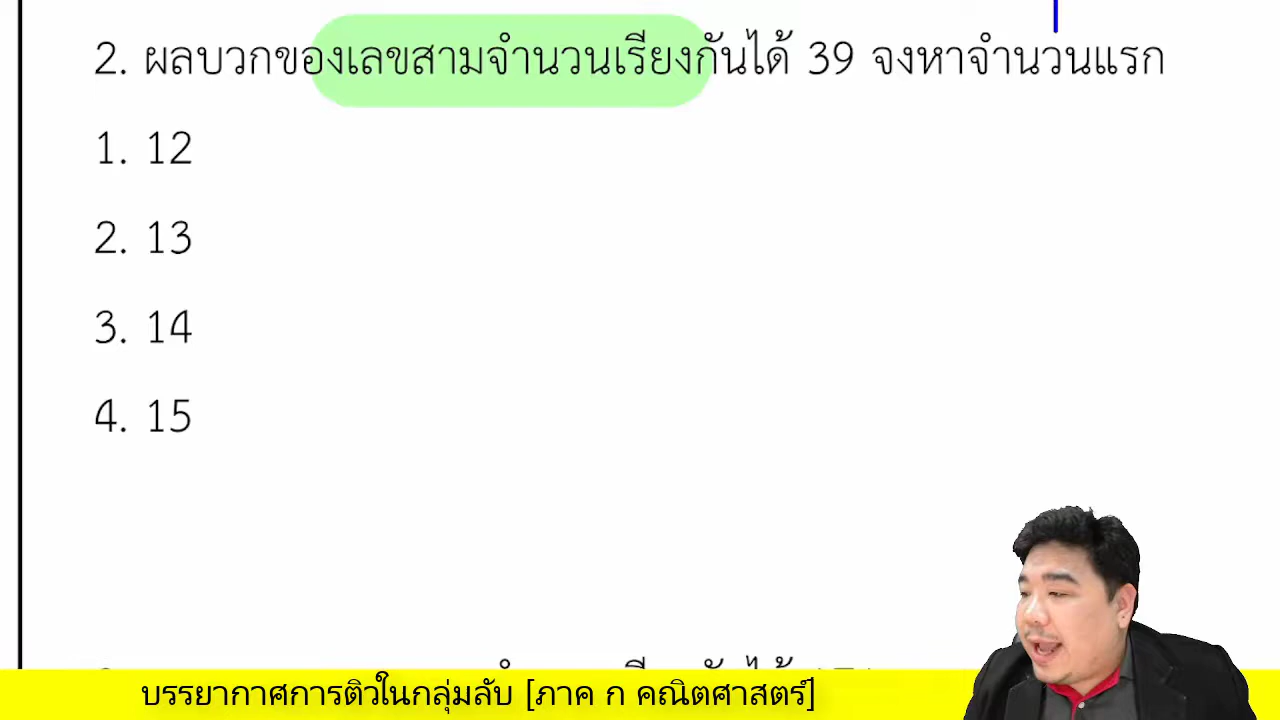 2. ผลบวกของเลขสามจำนวนเรียงกันได้ 39 จงหาจำนวนแรก
1. 12
2. 13
3. 14
4. 15
บรรยากาศการติวในกลุ่มลับ [ภาค ก คณิตศาสตร์]